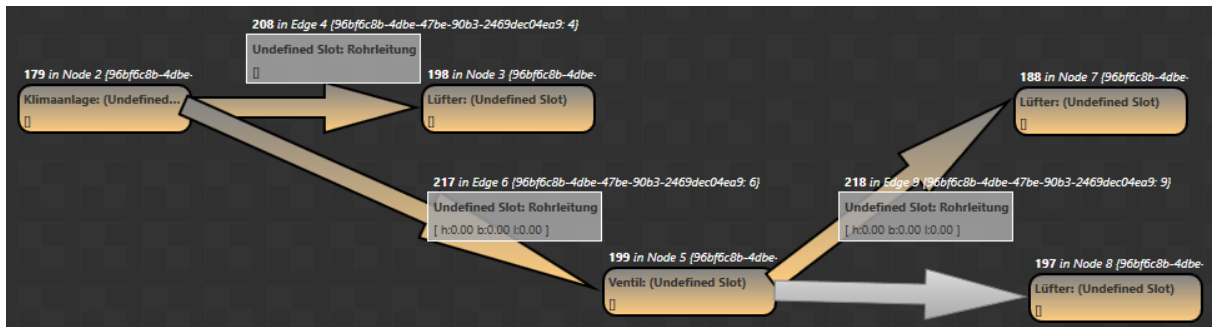 208 in Edge 4 {96bf6c8b-4dbe-47be-90b3-2469dec04ea9: 4}
Undefined Slot: Rohrleitung
[]
179 in Node 2 {96bf6c8b-4dbe-
Klimaanlage: (Undefined...
[]
198 in Node 3 {96bf6c8b-4dbe-
Lüfter: (Undefined Slot)
[]
188 in Node 7 {96bf6c8b-4dbe-
Lüfter: (Undefined Slot)
[]
217 in Edge 6 {96bf6c8b-4dbe-47be-90b3-2469dec04ea9: 6}
Undefined Slot: Rohrleitung
[ h:0.00 b:0.00 l:0.00 ]
218 in Edge 9 {96bf6c8b-4dbe-47be-90b3-2469dec04ea9: 9}
Undefined Slot: Rohrleitung
[ h:0.00 b:0.00 l:0.00 ]
199 in Node 5 {96bf6c8b-4dbe-
Ventil: (Undefined Slot)
[]
197 in Node 8 {96bf6c8b-4dbe-
Lüfter: (Undefined Slot)
[]